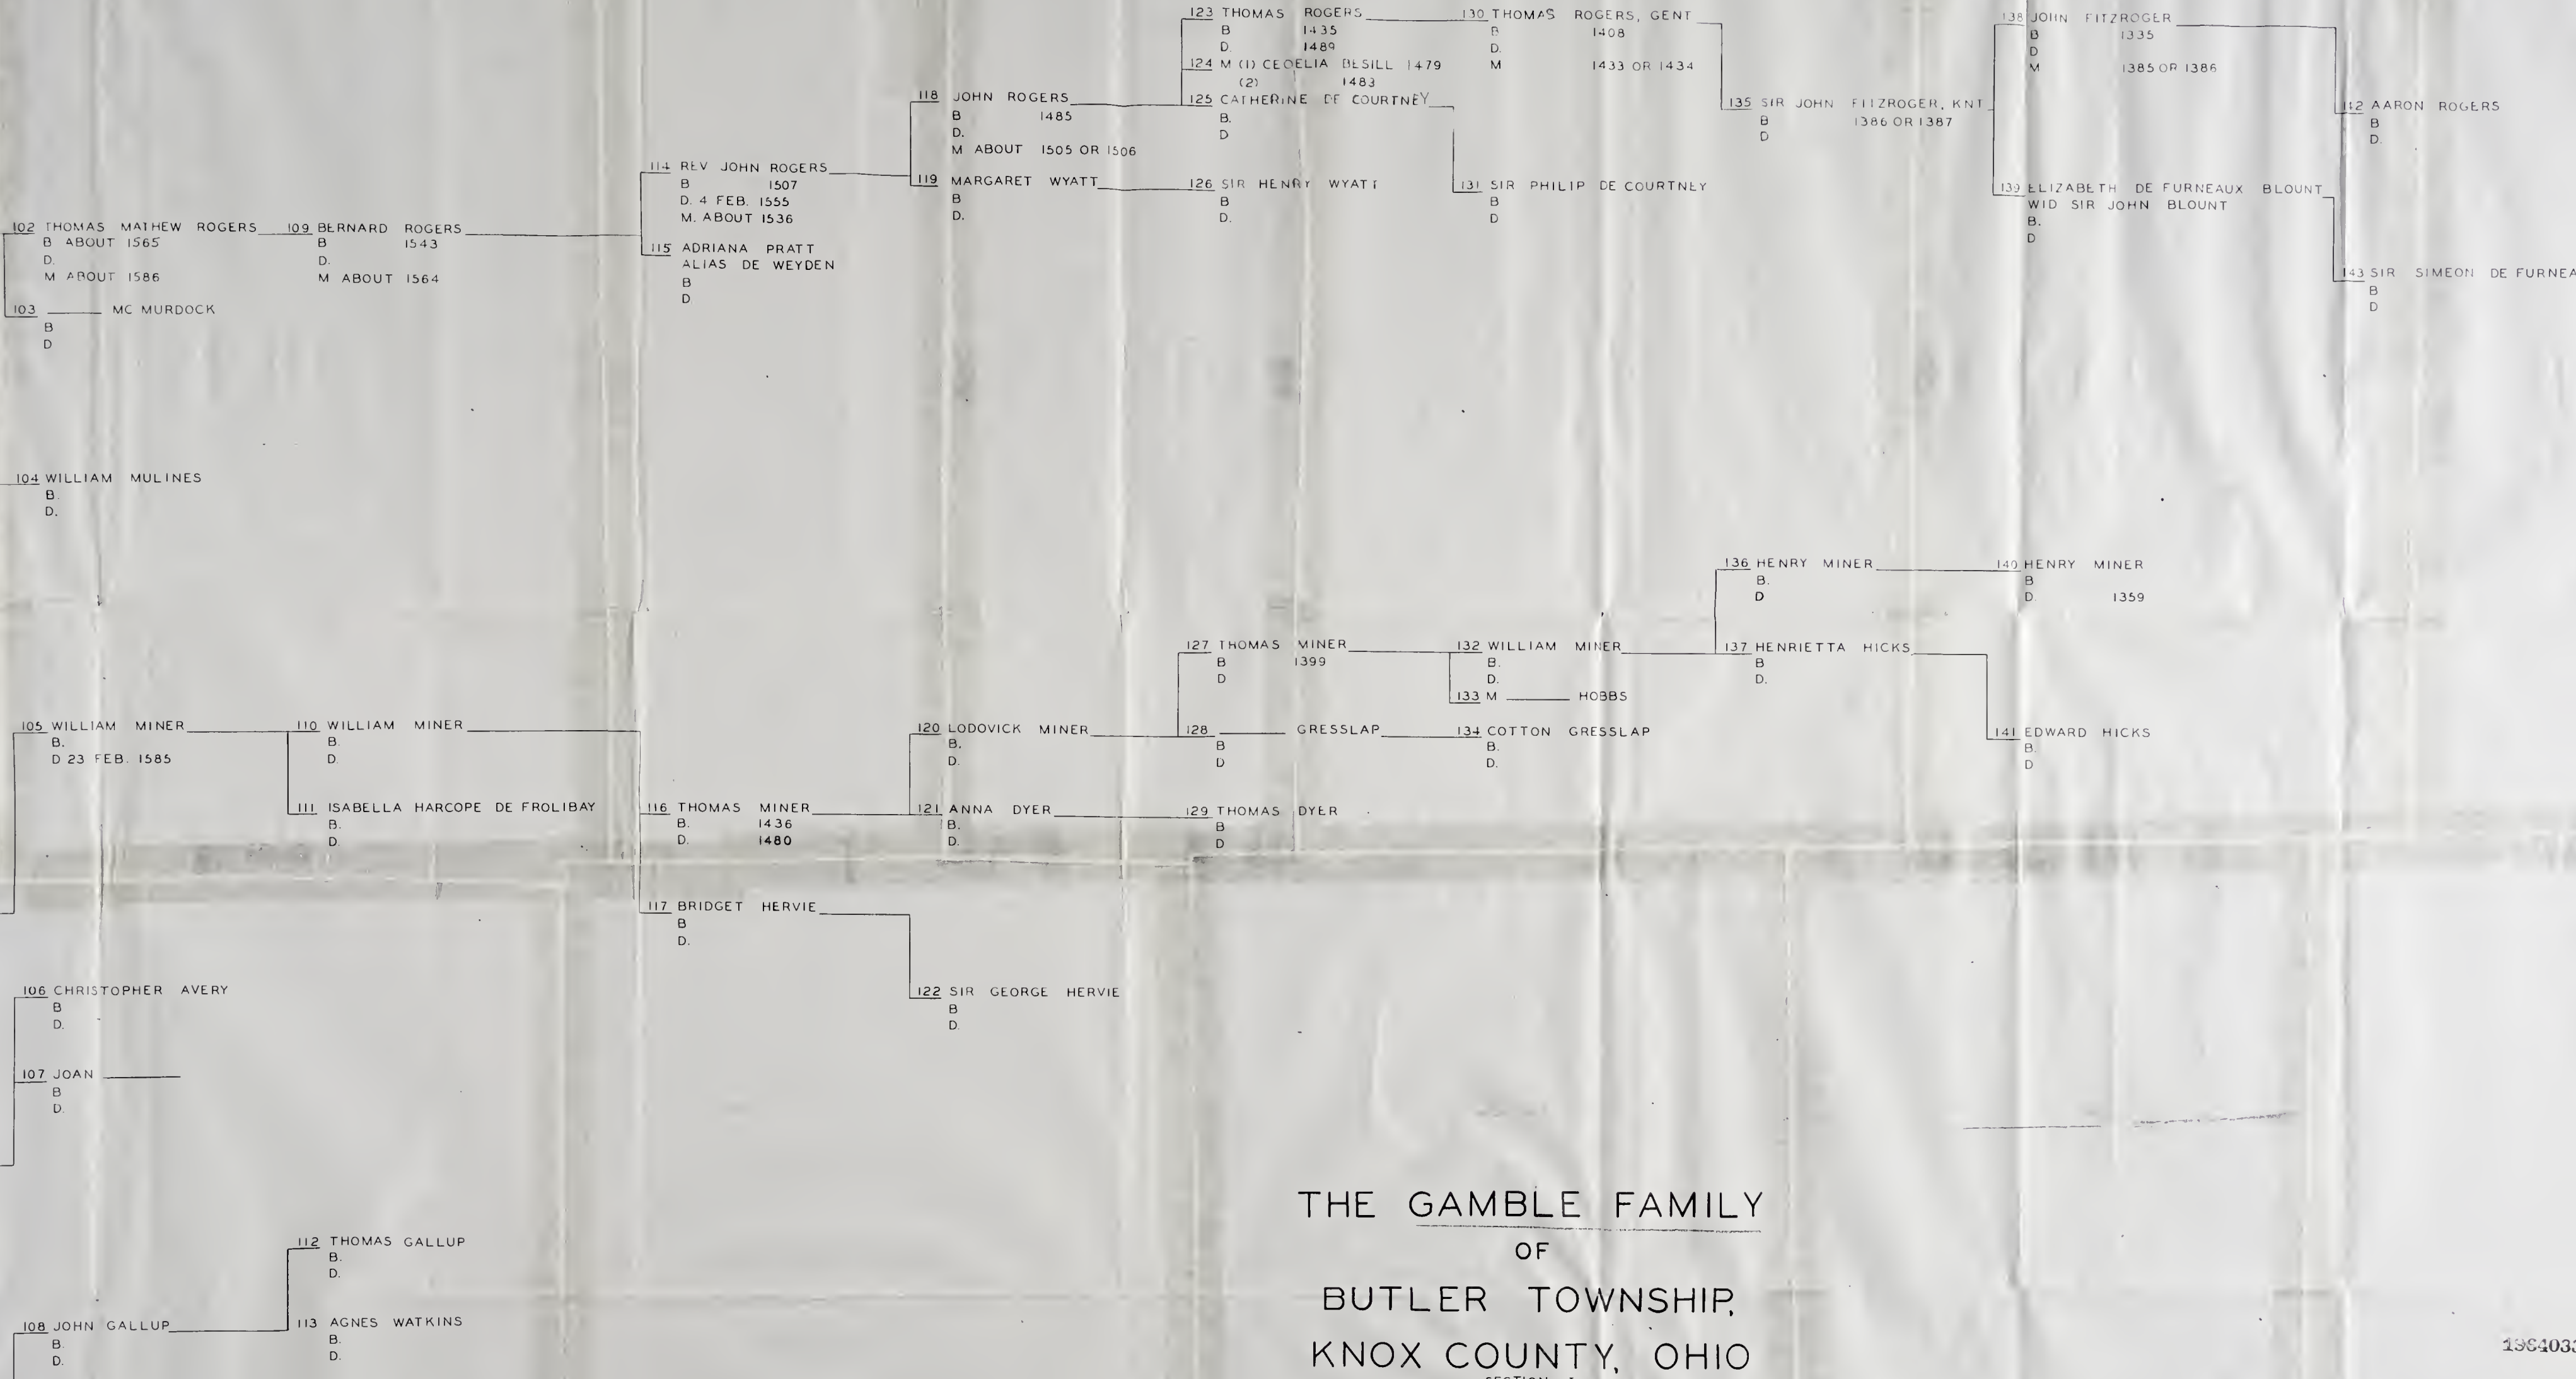 102 THOMAS MATHEW ROGERS
B ABOUT 1565
D.
M ABOUT 1586
103 MC MURDOCK
B
D
104 WILLIAM MULINES
B.
D.
105 WILLIAM MINER
B.
D 23 FEB. 1585
106 CHRISTOPHER AVERY
B
D.
107 JOAN
B
D.
108 JOHN GALLUP
B.
D.
109 BERNARD ROGERS
B 1543
D.
M ABOUT 1564
110 WILLIAM MINER
B.
D.
111 ISABELLA HARCOPE DE FROLIBAY
B.
D.
112 THOMAS GALLUP
B.
D.
113 AGNES WATKINS
B.
D.
114 REV JOHN ROGERS
B 1507
D. 4 FEB. 1555
M. ABOUT 1536
115 ADRIANA PRATT
ALIAS DE WEYDEN
B
D
116 THOMAS MINER
B. 1436
D. 1480
117 BRIDGET HERVIE
B
D.
118 JOHN ROGERS
B 1485
D.
M ABOUT 1505 OR 1506
119 MARGARET WYATT
B
D.
120 LODOVICK MINER
B.
D.
121 ANNA DYER
B.
D.
122 SIR GEORGE HERVIE
B
D.
123 THOMAS ROGERS
B 1435
D. 1489
124 M (1) CECELIA BESILL 1479
(2) 1483
125 CATHERINE DE COURTNEY
B.
D
126 SIR HENRY WYATT
B
D.
127 THOMAS MINER
B 1399
D
128 GRESSLAP
B
D
129 THOMAS DYER
B
D
130 THOMAS ROGERS, GENT
B 1408
D.
M 1433 OR 1434
131 SIR PHILIP DE COURTNEY
B
D
132 WILLIAM MINER
B.
D.
133 M HOBBS
134 COTTON GRESSLAP
B.
D.
135 SIR JOHN FITZROGER, KNT
B 1386 OR 1387
D
136 HENRY MINER
B.
D
137 HENRIETTA HICKS
B
D.
138 JOHN FITZROGER
B 1335
D
M 1385 OR 1386
139 ELIZABETH DE FURNEAUX BLOUNT
WID SIR JOHN BLOUNT
B.
D
140 HENRY MINER
B
D. 1359
141 EDWARD HICKS
B.
D
AARON ROGERS
B
D.
143 SIR SIMEON DE FURNEA
B
D
THE GAMBLE FAMILY
OF
BUTLER TOWNSHIP,
KNOX COUNTY, OHIO